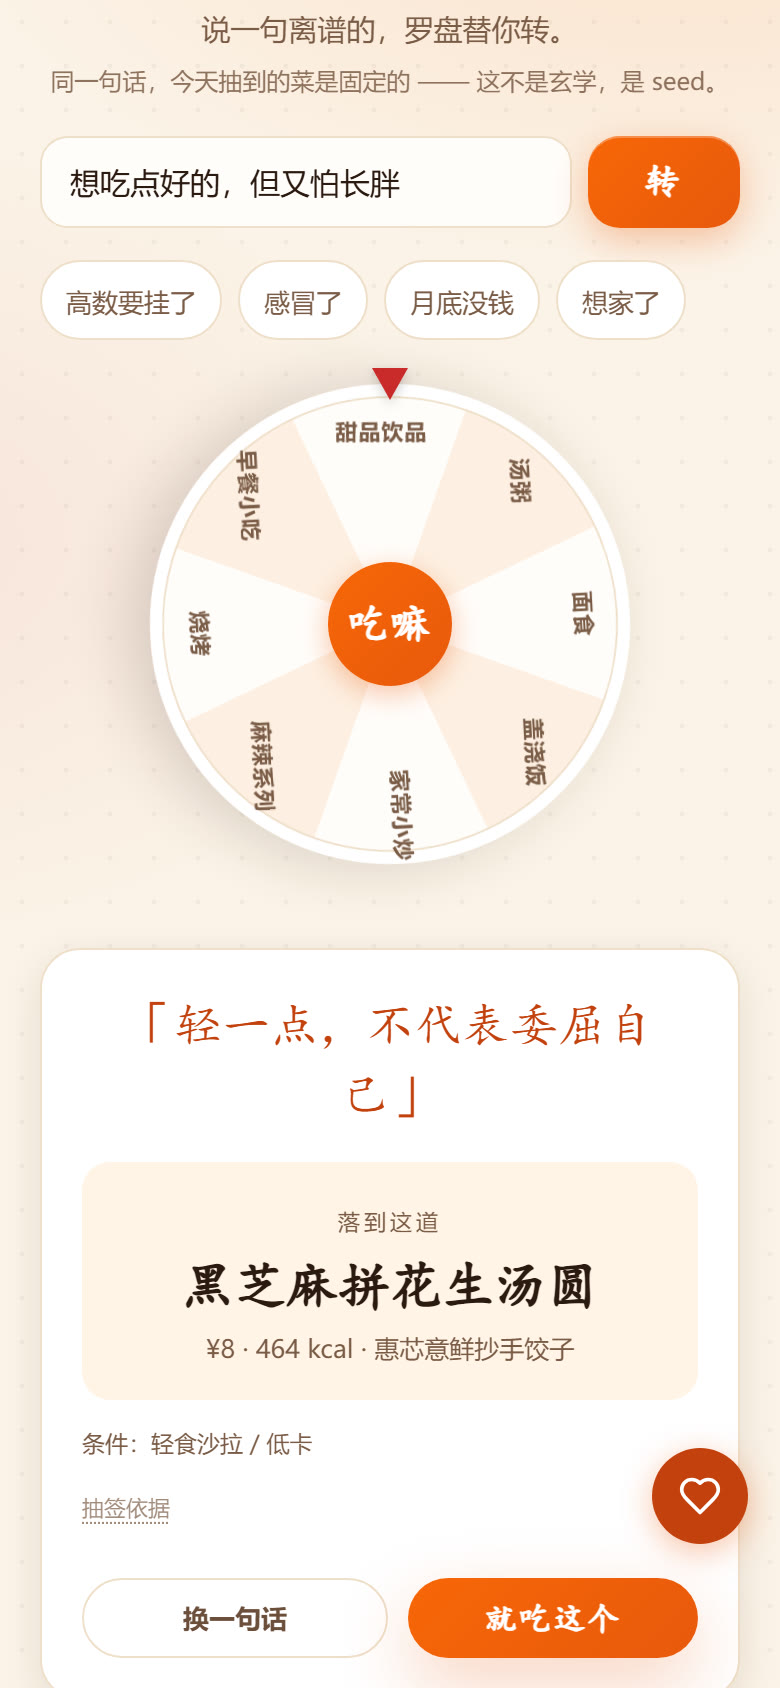 说一句离谱的，罗盘替你转。
同一句话，今天抽到的菜是固定的 —— 这不是玄学，是 seed。
想吃点好的，但又怕长胖
转
高数要挂了
感冒了
月底没钱
想家了
甜品饮品
汤粥
面食
盖浇饭
家常小炒
麻辣系列
烧烤
早餐小吃
吃嘛
「轻一点，不代表委屈自
己」
落到这道
黑芝麻拼花生汤圆
¥8 · 464 kcal · 惠芯意鲜抄手饺子
条件：轻食沙拉 / 低卡
抽签依据
换一句话
就吃这个